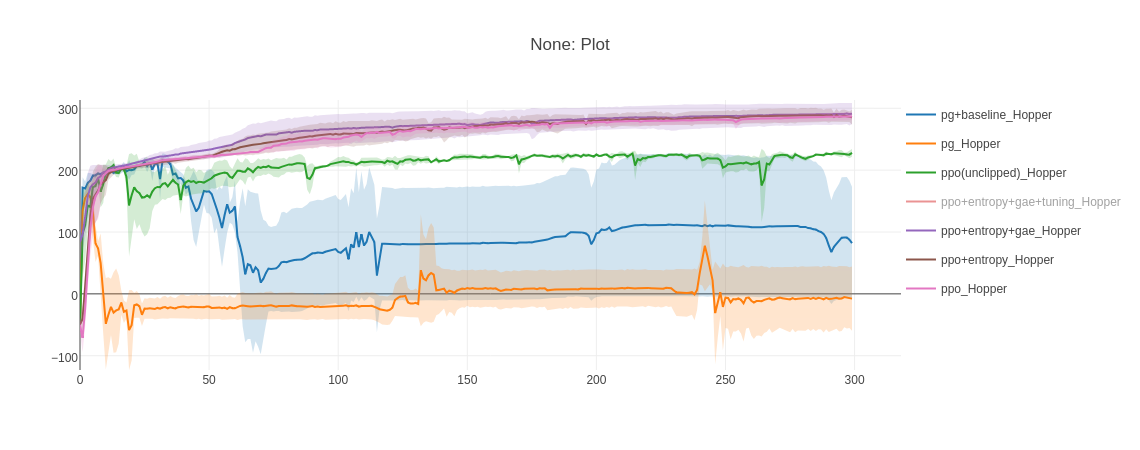 None: Plot
300
200
100
0
−100
0
50
100
150
200
250
300
pg+baseline_Hopper
pg_Hopper
ppo(unclipped)_Hopper
ppo+entropy+gae+tuning_Hopper
ppo+entropy+gae_Hopper
ppo+entropy_Hopper
ppo_Hopper